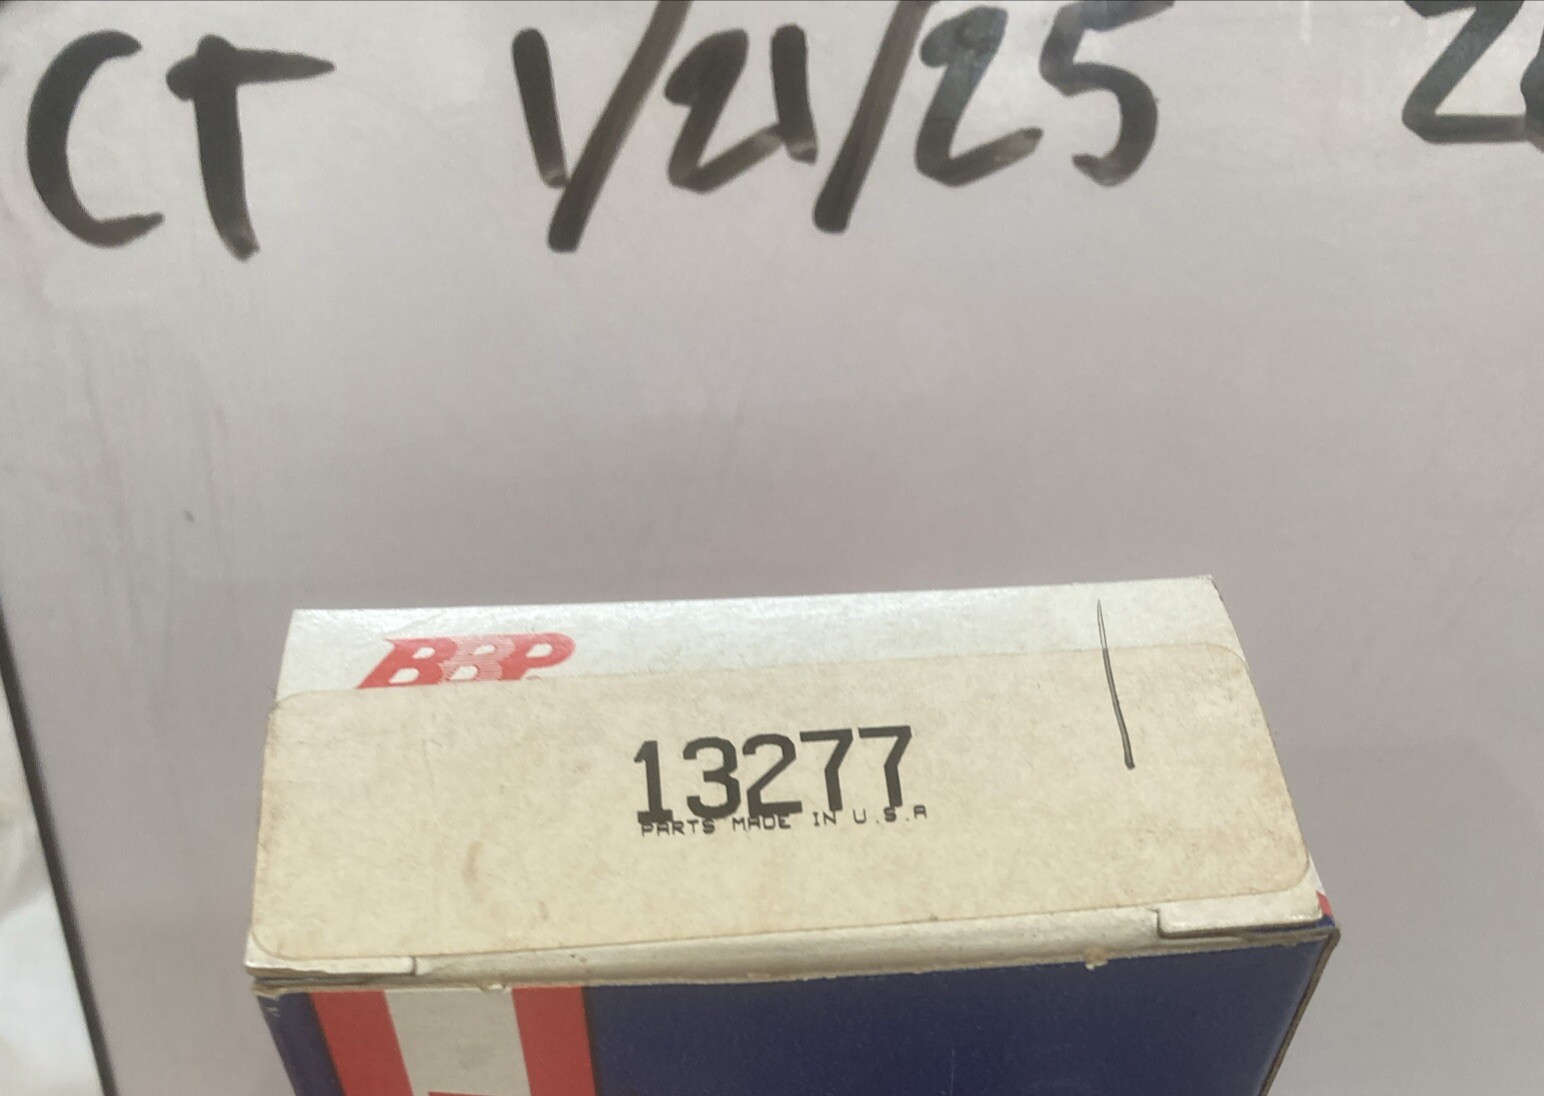 CT 1/21/25
BBP
13277
PARTS MADE IN U.S.A